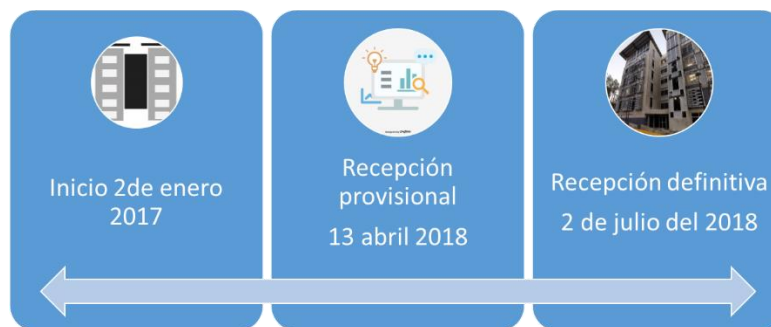 Inicio 2de enero
2017
Recepción
provisional
13 abril 2018
Recepción definitiva
2 de julio del 2018